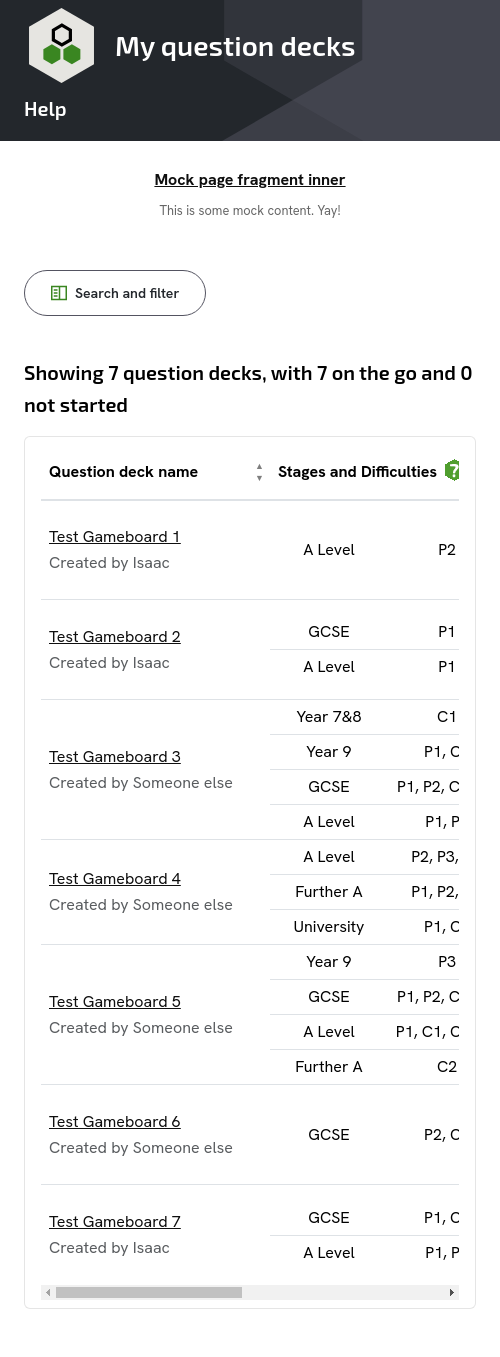 My question decks
Help
Mock page fragment inner
This is some mock content. Yay!
Search and filter
Showing 7 question decks, with 7 on the go and 0
not started
Question deck name
Stages and Difficulties ?
Test Gameboard 1
Created by Isaac
A Level P2
Test Gameboard 2
Created by Isaac
GCSE P1
A Level P1
Test Gameboard 3
Created by Someone else
Year 7&8 C1
Year 9 P1, C
GCSE P1, P2, C
A Level P1, P
Test Gameboard 4
Created by Someone else
A Level P2, P3,
Further A P1, P2,
University P1, C
Test Gameboard 5
Created by Someone else
Year 9 P3
GCSE P1, P2, C
A Level P1, C1, C
Further A C2
Test Gameboard 6
Created by Someone else
GCSE P2, C
Test Gameboard 7
Created by Isaac
GCSE P1, C
A Level P1, P